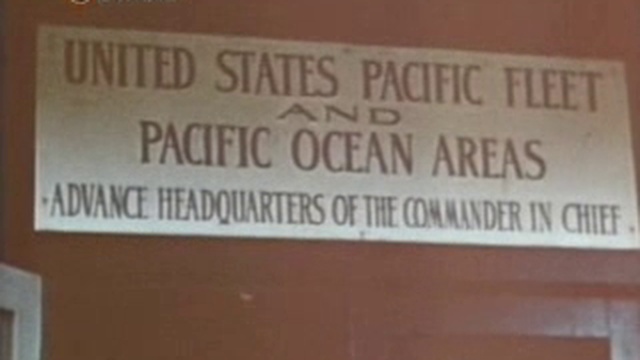 UNITED STATES PACIFIC FLEET
AND
PACIFIC OCEAN AREAS
ADVANCE HEADQUARTERS OF THE COMMANDER IN CHIEF